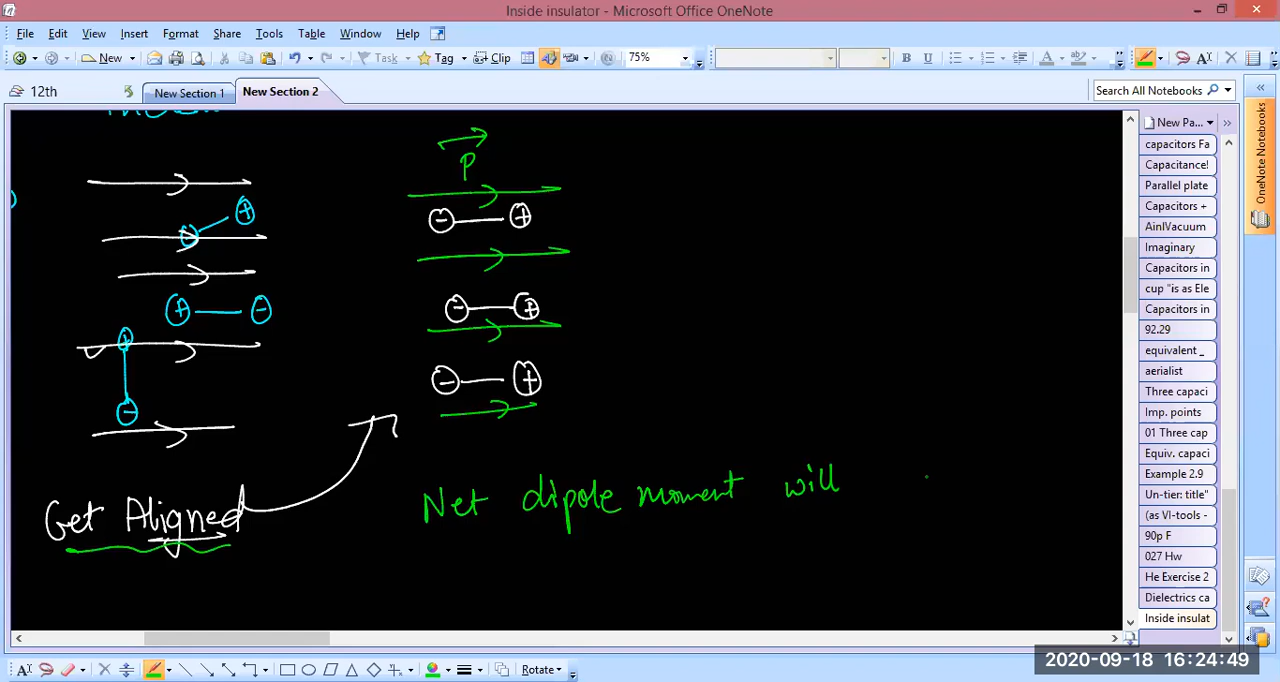 Inside insulator - Microsoft Office OneNote
File Edit View Insert Format Share Tools Table Window Help
New Task Tag Clip 75% B U
12th New Section 1 New Section 2 Search All Notebooks
New Pa...
capacitors Fa
Capacitance!
Parallel plate
Capacitors +
AinlVacuum
Imaginary
Capacitors in
cup "is as Ele
Capacitors in
92.29
equivalent _
aerialist
Three capaci
Imp. points
01 Three cap
Equiv. capaci
Example 2.9
Un-tier: title"
(as VI-tools -
90p F
027 Hw
He Exercise 2
Dielectrics ca
Inside insulat
OneNote Notebooks
P
- +
+
-
+ -
- +
+
-
- +
Net dipole moment will
Get Aligned
2020-09-18 16:24:49
Rotate